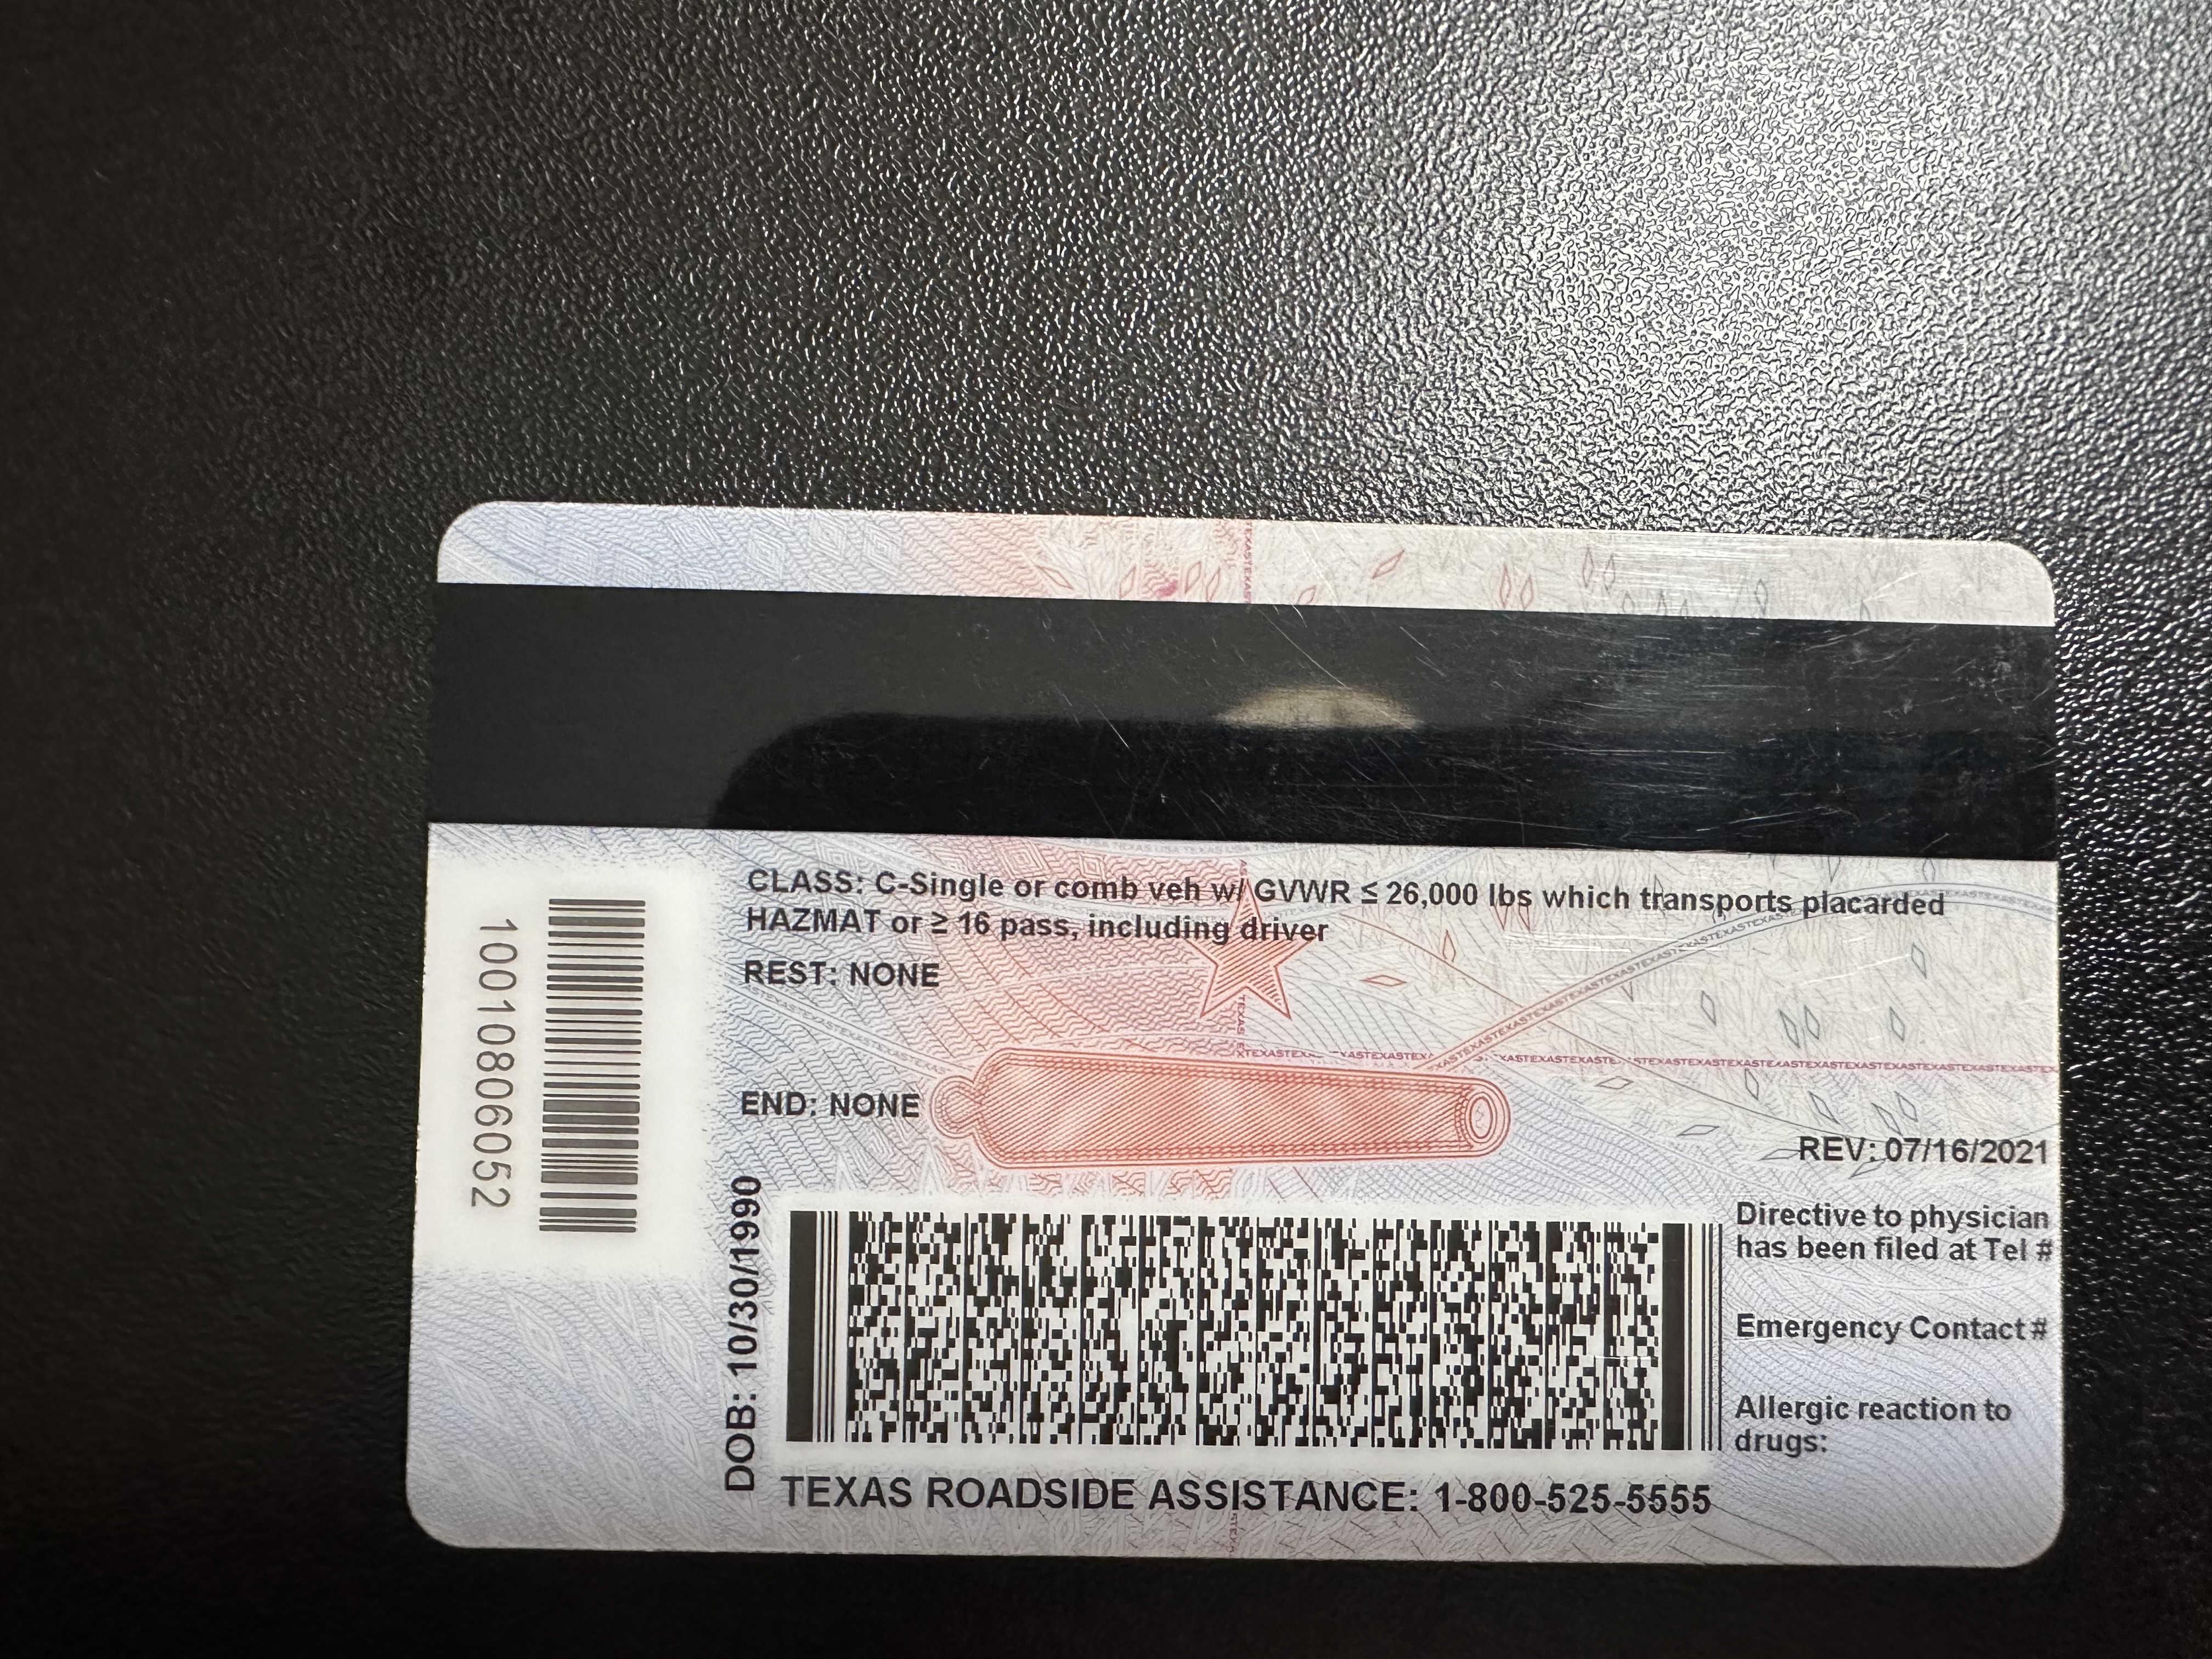 10010806052
CLASS: C-Single or comb veh w/ GVWR ≤ 26,000 lbs which transports placarded
HAZMAT or ≥ 16 pass, including driver
REST: NONE
END: NONE
REV: 07/16/2021
DOB: 10/30/1990
Directive to physician
has been filed at Tel #
Emergency Contact #
Allergic reaction to
drugs:
TEXAS ROADSIDE ASSISTANCE: 1-800-525-5555